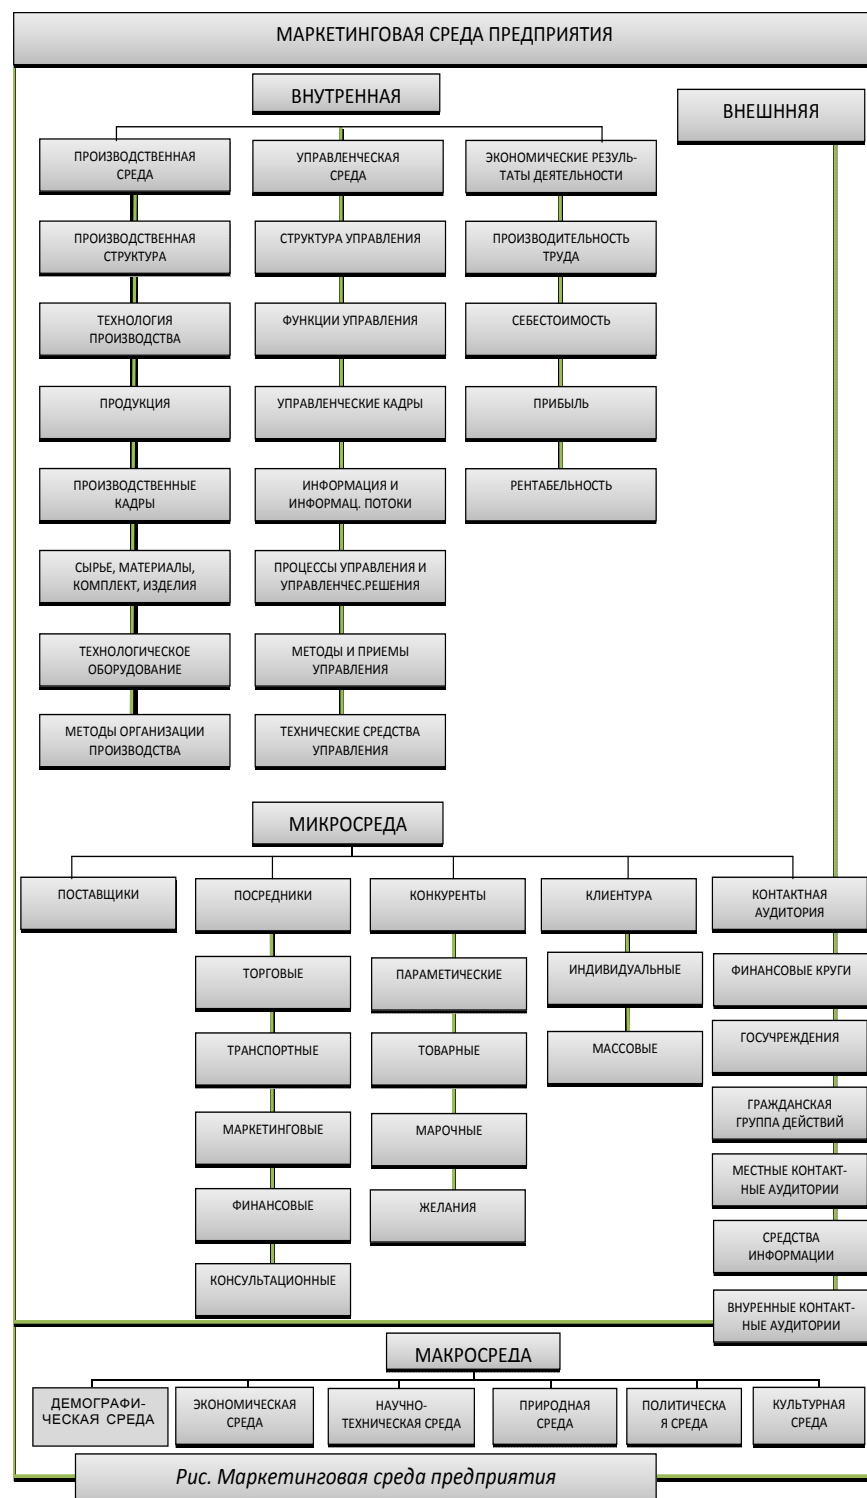 МАРКЕТИНГОВАЯ СРЕДА ПРЕДПРИЯТИЯ
ВНУТРЕННАЯ
ВНЕШННЯЯ
ПРОИЗВОДСТВЕННАЯ
СРЕДА
УПРАВЛЕНЧЕСКАЯ
СРЕДА
ЭКОНОМИЧЕСКИЕ РЕЗУЛЬ-
ТАТЫ ДЕЯТЕЛЬНОСТИ
ПРОИЗВОДСТВЕННАЯ
СТРУКТУРА
СТРУКТУРА УПРАВЛЕНИЯ
ПРОИЗВОДИТЕЛЬНОСТЬ
ТРУДА
ТЕХНОЛОГИЯ
ПРОИЗВОДСТВА
ФУНКЦИИ УПРАВЛЕНИЯ
СЕБЕСТОИМОСТЬ
ПРОДУКЦИЯ
УПРАВЛЕНЧЕСКИЕ КАДРЫ
ПРИБЫЛЬ
ПРОИЗВОДСТВЕННЫЕ
КАДРЫ
ИНФОРМАЦИЯ И
ИНФОРМАЦ. ПОТОКИ
РЕНТАБЕЛЬНОСТЬ
СЫРЬЕ, МАТЕРИАЛЫ,
КОМПЛЕКТ, ИЗДЕЛИЯ
ПРОЦЕССЫ УПРАВЛЕНИЯ И
УПРАВЛЕНЧЕС.РЕШЕНИЯ
ТЕХНОЛОГИЧЕСКОЕ
ОБОРУДОВАНИЕ
МЕТОДЫ И ПРИЕМЫ
УПРАВЛЕНИЯ
МЕТОДЫ ОРГАНИЗАЦИИ
ПРОИЗВОДСТВА
ТЕХНИЧЕСКИЕ СРЕДСТВА
УПРАВЛЕНИЯ
МИКРОСРЕДА
ПОСТАВЩИКИ
ПОСРЕДНИКИ
КОНКУРЕНТЫ
КЛИЕНТУРА
КОНТАКТНАЯ
АУДИТОРИЯ
ТОРГОВЫЕ
ПАРАМЕТИЧЕСКИЕ
ИНДИВИДУАЛЬНЫЕ
ФИНАНСОВЫЕ КРУГИ
ТРАНСПОРТНЫЕ
ТОВАРНЫЕ
МАССОВЫЕ
ГОСУЧРЕЖДЕНИЯ
МАРКЕТИНГОВЫЕ
МАРОЧНЫЕ
ГРАЖДАНСКАЯ
ГРУППА ДЕЙСТВИЙ
ФИНАНСОВЫЕ
ЖЕЛАНИЯ
МЕСТНЫЕ КОНТАКТ-
НЫЕ АУДИТОРИИ
КОНСУЛЬТАЦИОННЫЕ
СРЕДСТВА
ИНФОРМАЦИИ
ВНУРЕННЫЕ КОНТАКТ-
НЫЕ АУДИТОРИИ
МАКРОСРЕДА
ДЕМОГРАФИ-
ЧЕСКАЯ СРЕДА
ЭКОНОМИЧЕСКАЯ
СРЕДА
НАУЧНО-
ТЕХНИЧЕСКАЯ СРЕДА
ПРИРОДНАЯ
СРЕДА
ПОЛИТИЧЕСКА
Я СРЕДА
КУЛЬТУРНАЯ
СРЕДА
Рис. Маркетинговая среда предприятия